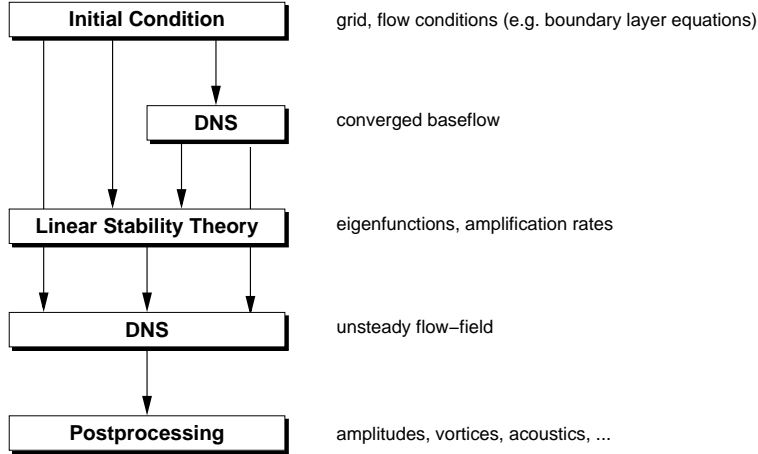 Initial Condition grid, flow conditions (e.g. boundary layer equations)
DNS converged baseflow
Linear Stability Theory eigenfunctions, amplification rates
DNS unsteady flow−field
Postprocessing amplitudes, vortices, acoustics, ...